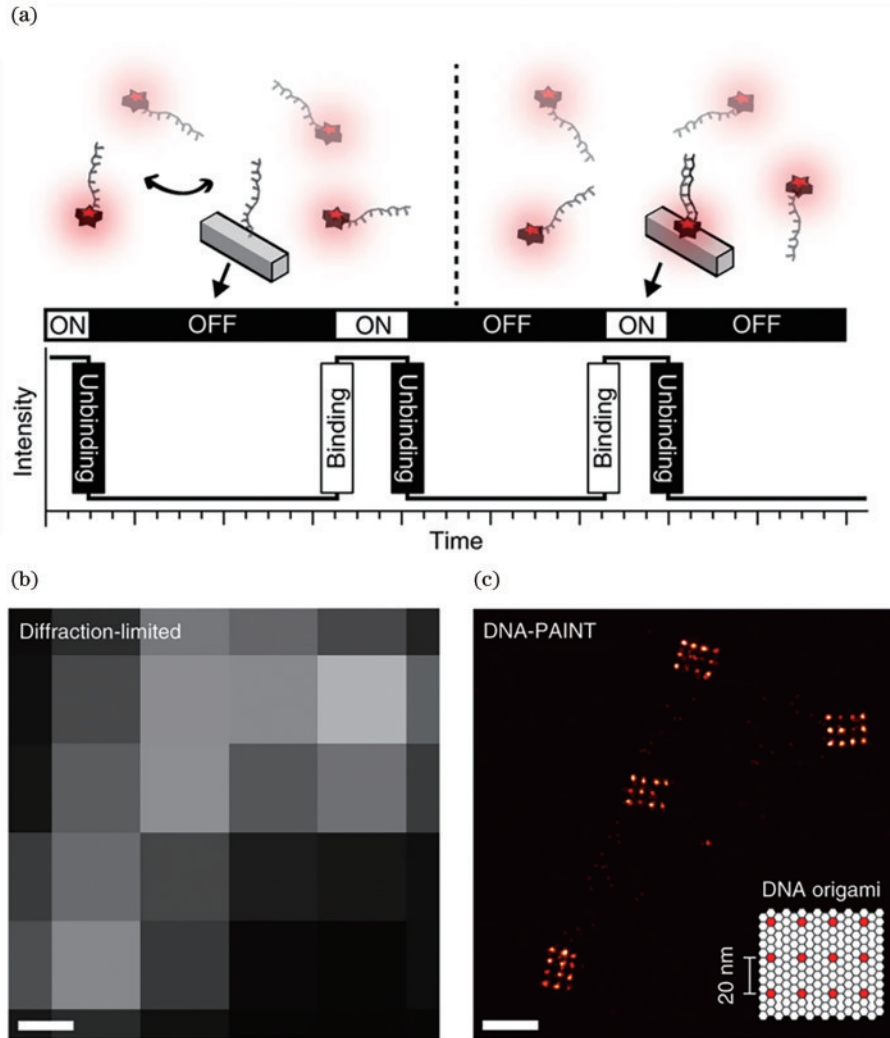 (a)
ON OFF ON OFF ON OFF
Intensity
Unbinding
Binding
Unbinding
Binding
Unbinding
Time
(b)
Diffraction-limited
(c)
DNA-PAINT
DNA origami
20 nm